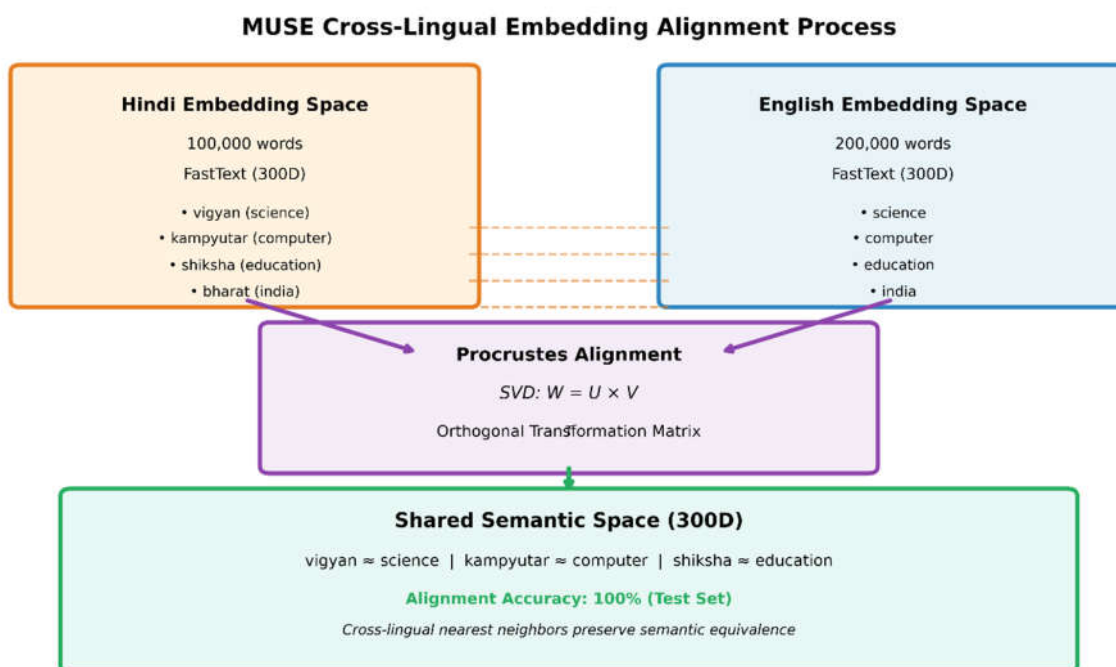 MUSE Cross-Lingual Embedding Alignment Process
Hindi Embedding Space
100,000 words
FastText (300D)
• vigyan (science)
• kampyutar (computer)
• shiksha (education)
• bharat (india)
English Embedding Space
200,000 words
FastText (300D)
• science
• computer
• education
• india
Procrustes Alignment
SVD: W = U × V
Orthogonal Transformation Matrix
Shared Semantic Space (300D)
vigyan ≈ science | kampyutar ≈ computer | shiksha ≈ education
Alignment Accuracy: 100% (Test Set)
Cross-lingual nearest neighbors preserve semantic equivalence